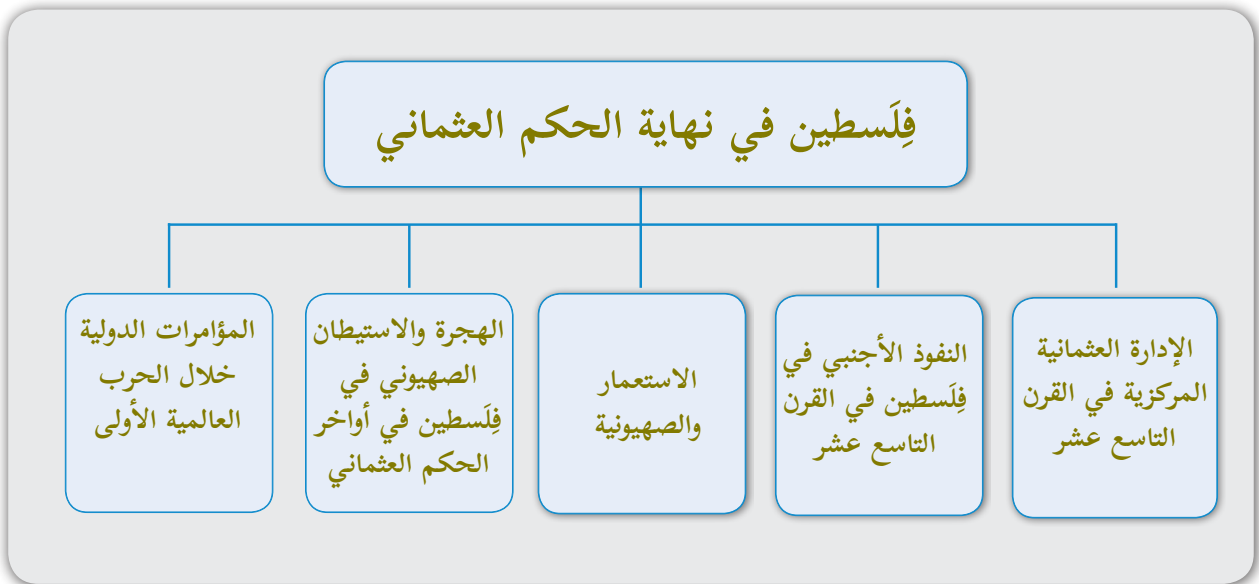 فِلَسطين في نهاية الحكم العثماني
الإدارة العثمانية
المركزية في القرن
التاسع عشر
النفوذ الأجنبي في
فِلَسطين في القرن
التاسع عشر
الاستعمار
والصهيونية
الهجرة والاستيطان
الصهيوني في
فِلَسطين في أواخر
الحكم العثماني
المؤامرات الدولية
خلال الحرب
العالمية الأولى